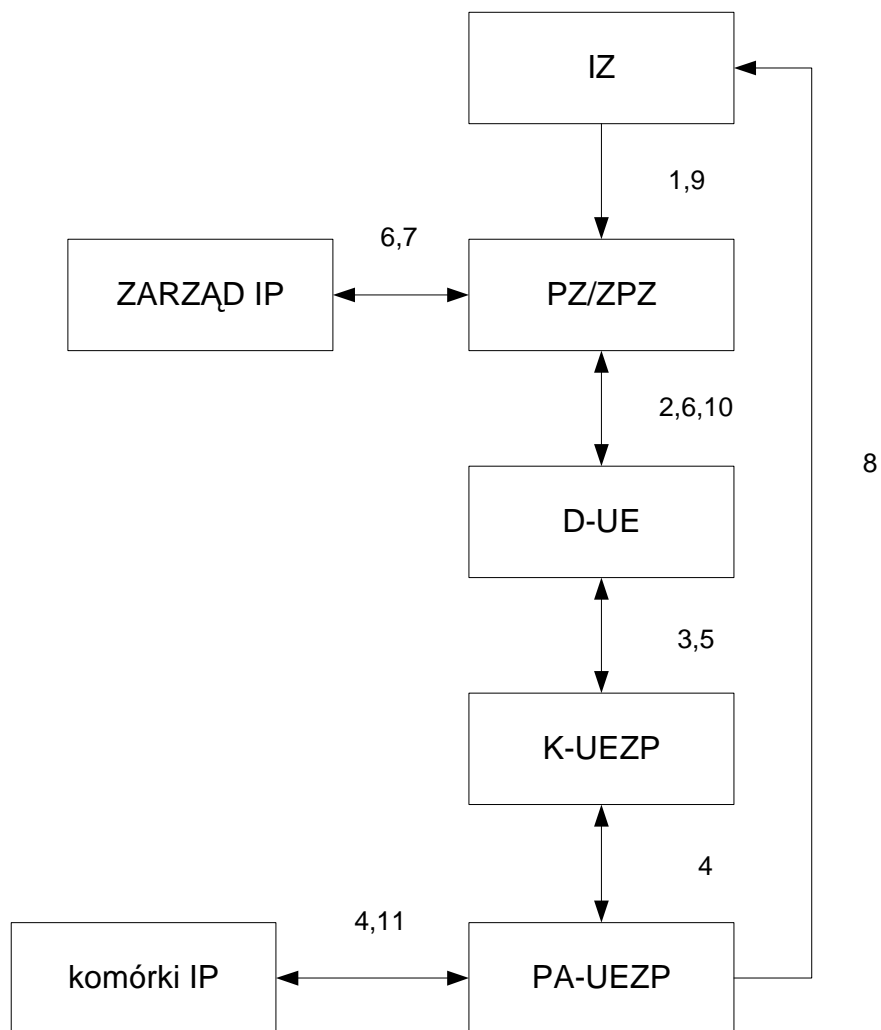 IZ
1,9
6,7
ZARZĄD IP
PZ/ZPZ
2,6,10
8
D-UE
3,5
K-UEZP
4
4,11
komórki IP
PA-UEZP